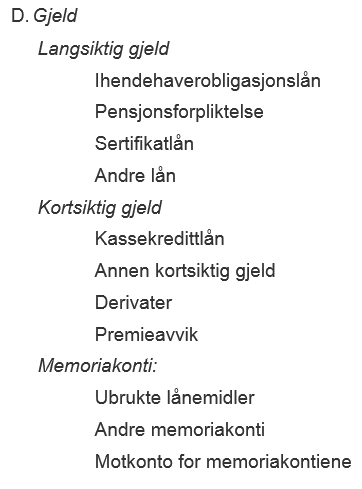 D. Gjeld
Langsiktig gjeld
Ihendehaverobligasjonslån
Pensjonsforpliktelse
Sertifikatlån
Andre lån
Kortsiktig gjeld
Kassekredittlån
Annen kortsiktig gjeld
Derivater
Premieavvik
Memoriakonti:
Ubrukte lånemidler
Andre memoriakonti
Motkonto for memoriakontiene